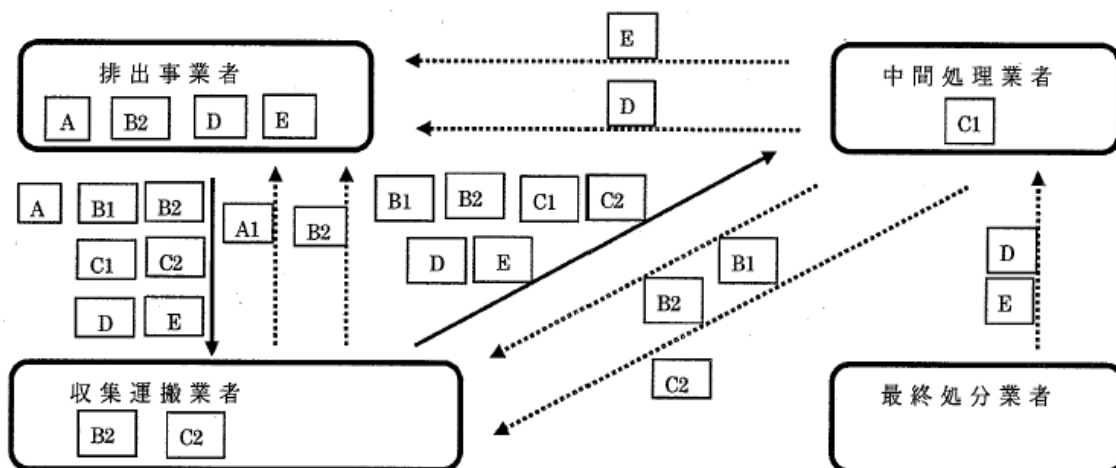 E
排出事業者
中間処理業者
A B2 D E
D
C1
A B1 B2
A1
B2
B1 B2 C1 C2
C1 C2
D E
B1
D
D E
B2
E
C2
収集運搬業者
最終処分業者
B2 C2